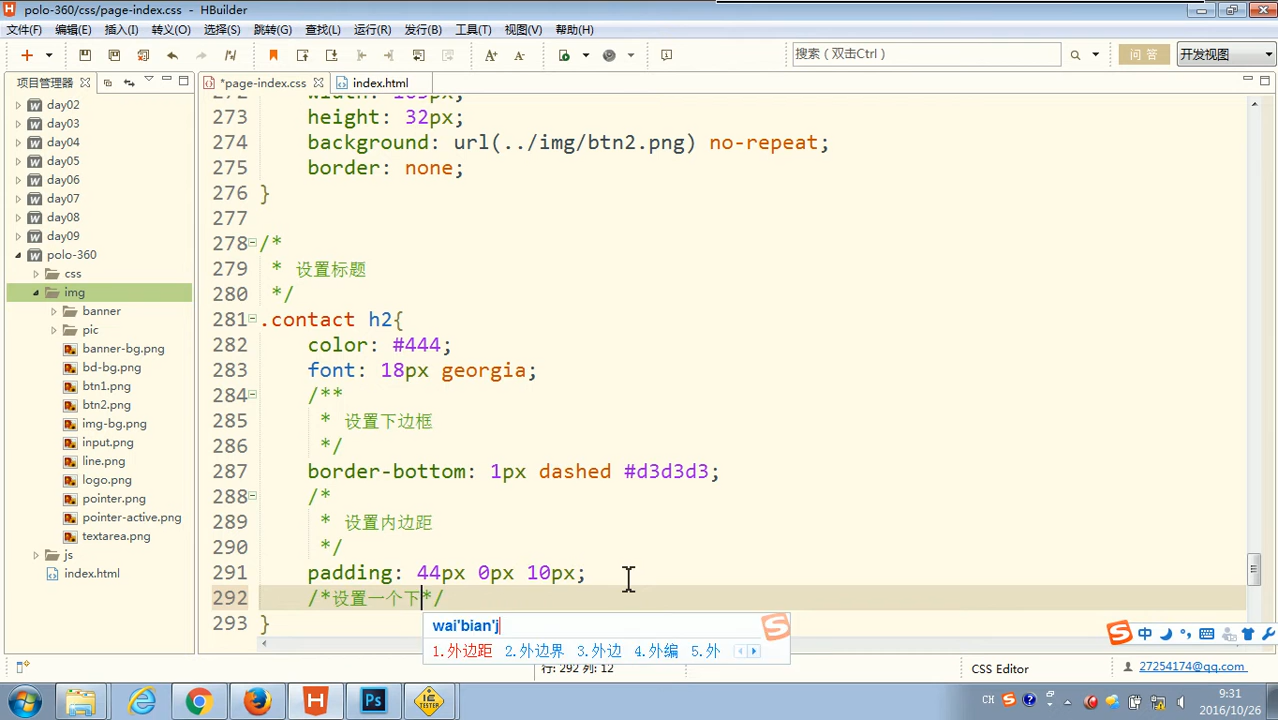 polo-360/css/page-index.css - HBuilder
文件(F) 编辑(E) 插入(I) 转义(O) 选择(S) 跳转(G) 查找(L) 运行(R) 发行(B) 工具(T) 视图(V) 帮助(H)
搜索（双击Ctrl） 问答 开发视图
项目管理器 *page-index.css index.html
day02
day03
day04
day05
day06
day07
day08
day09
polo-360
css
img
banner
pic
banner-bg.png
bd-bg.png
btn1.png
btn2.png
img-bg.png
input.png
line.png
logo.png
pointer.png
pointer-active.png
textarea.png
js
index.html
273 height: 32px;
274 background: url(../img/btn2.png) no-repeat;
275 border: none;
276 }
277
278 /*
279 * 设置标题
280 */
281 .contact h2{
282 color: #444;
283 font: 18px georgia;
284 /**
285 * 设置下边框
286 */
287 border-bottom: 1px dashed #d3d3d3;
288 /*
289 * 设置内边距
290 */
291 padding: 44px 0px 10px;
292 /*设置一个下*/
293 }
wai'bian'j
1.外边距 2.外边界 3.外边 4.外编 5.外
中
行: 292 列: 12 CSS Editor 27254174@qq.com
CH 9:31
2016/10/26